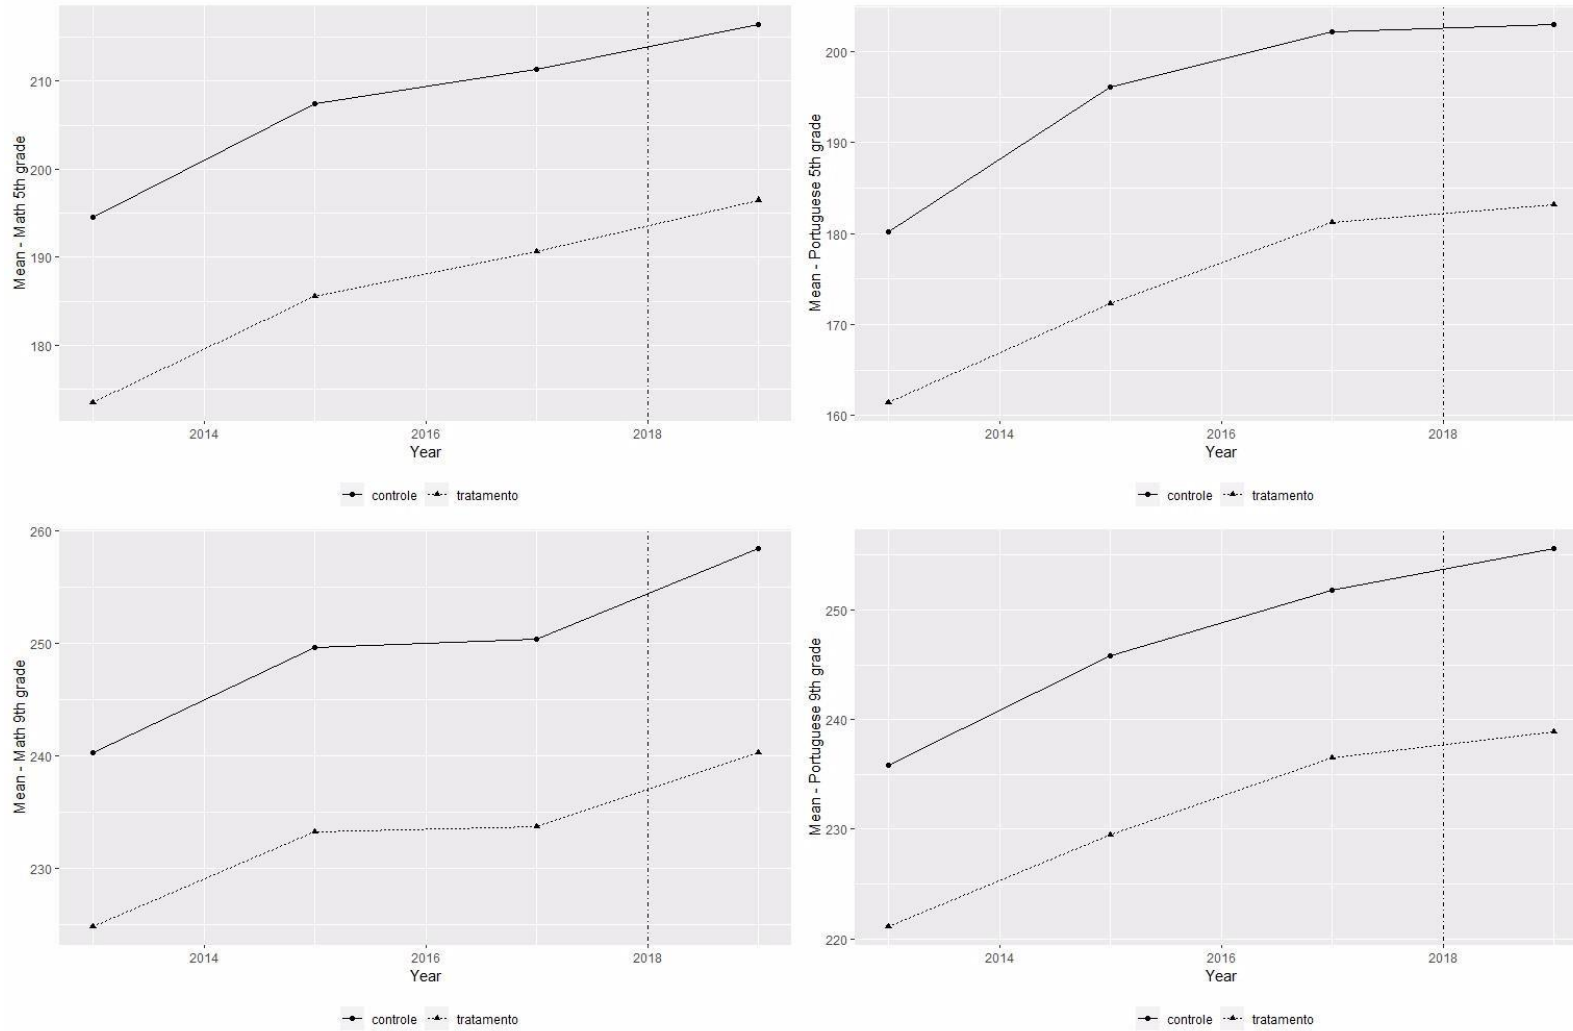 Mean - Math 5th grade
210
200
190
180
2014 2016 2018
Year
controle tratamento
Mean - Portuguese 5th grade
200
190
180
170
160
2014 2016 2018
Year
controle tratamento
Mean - Math 9th grade
260
250
240
230
2014 2016 2018
Year
controle tratamento
Mean - Portuguese 9th grade
250
240
230
220
2014 2016 2018
Year
controle tratamento